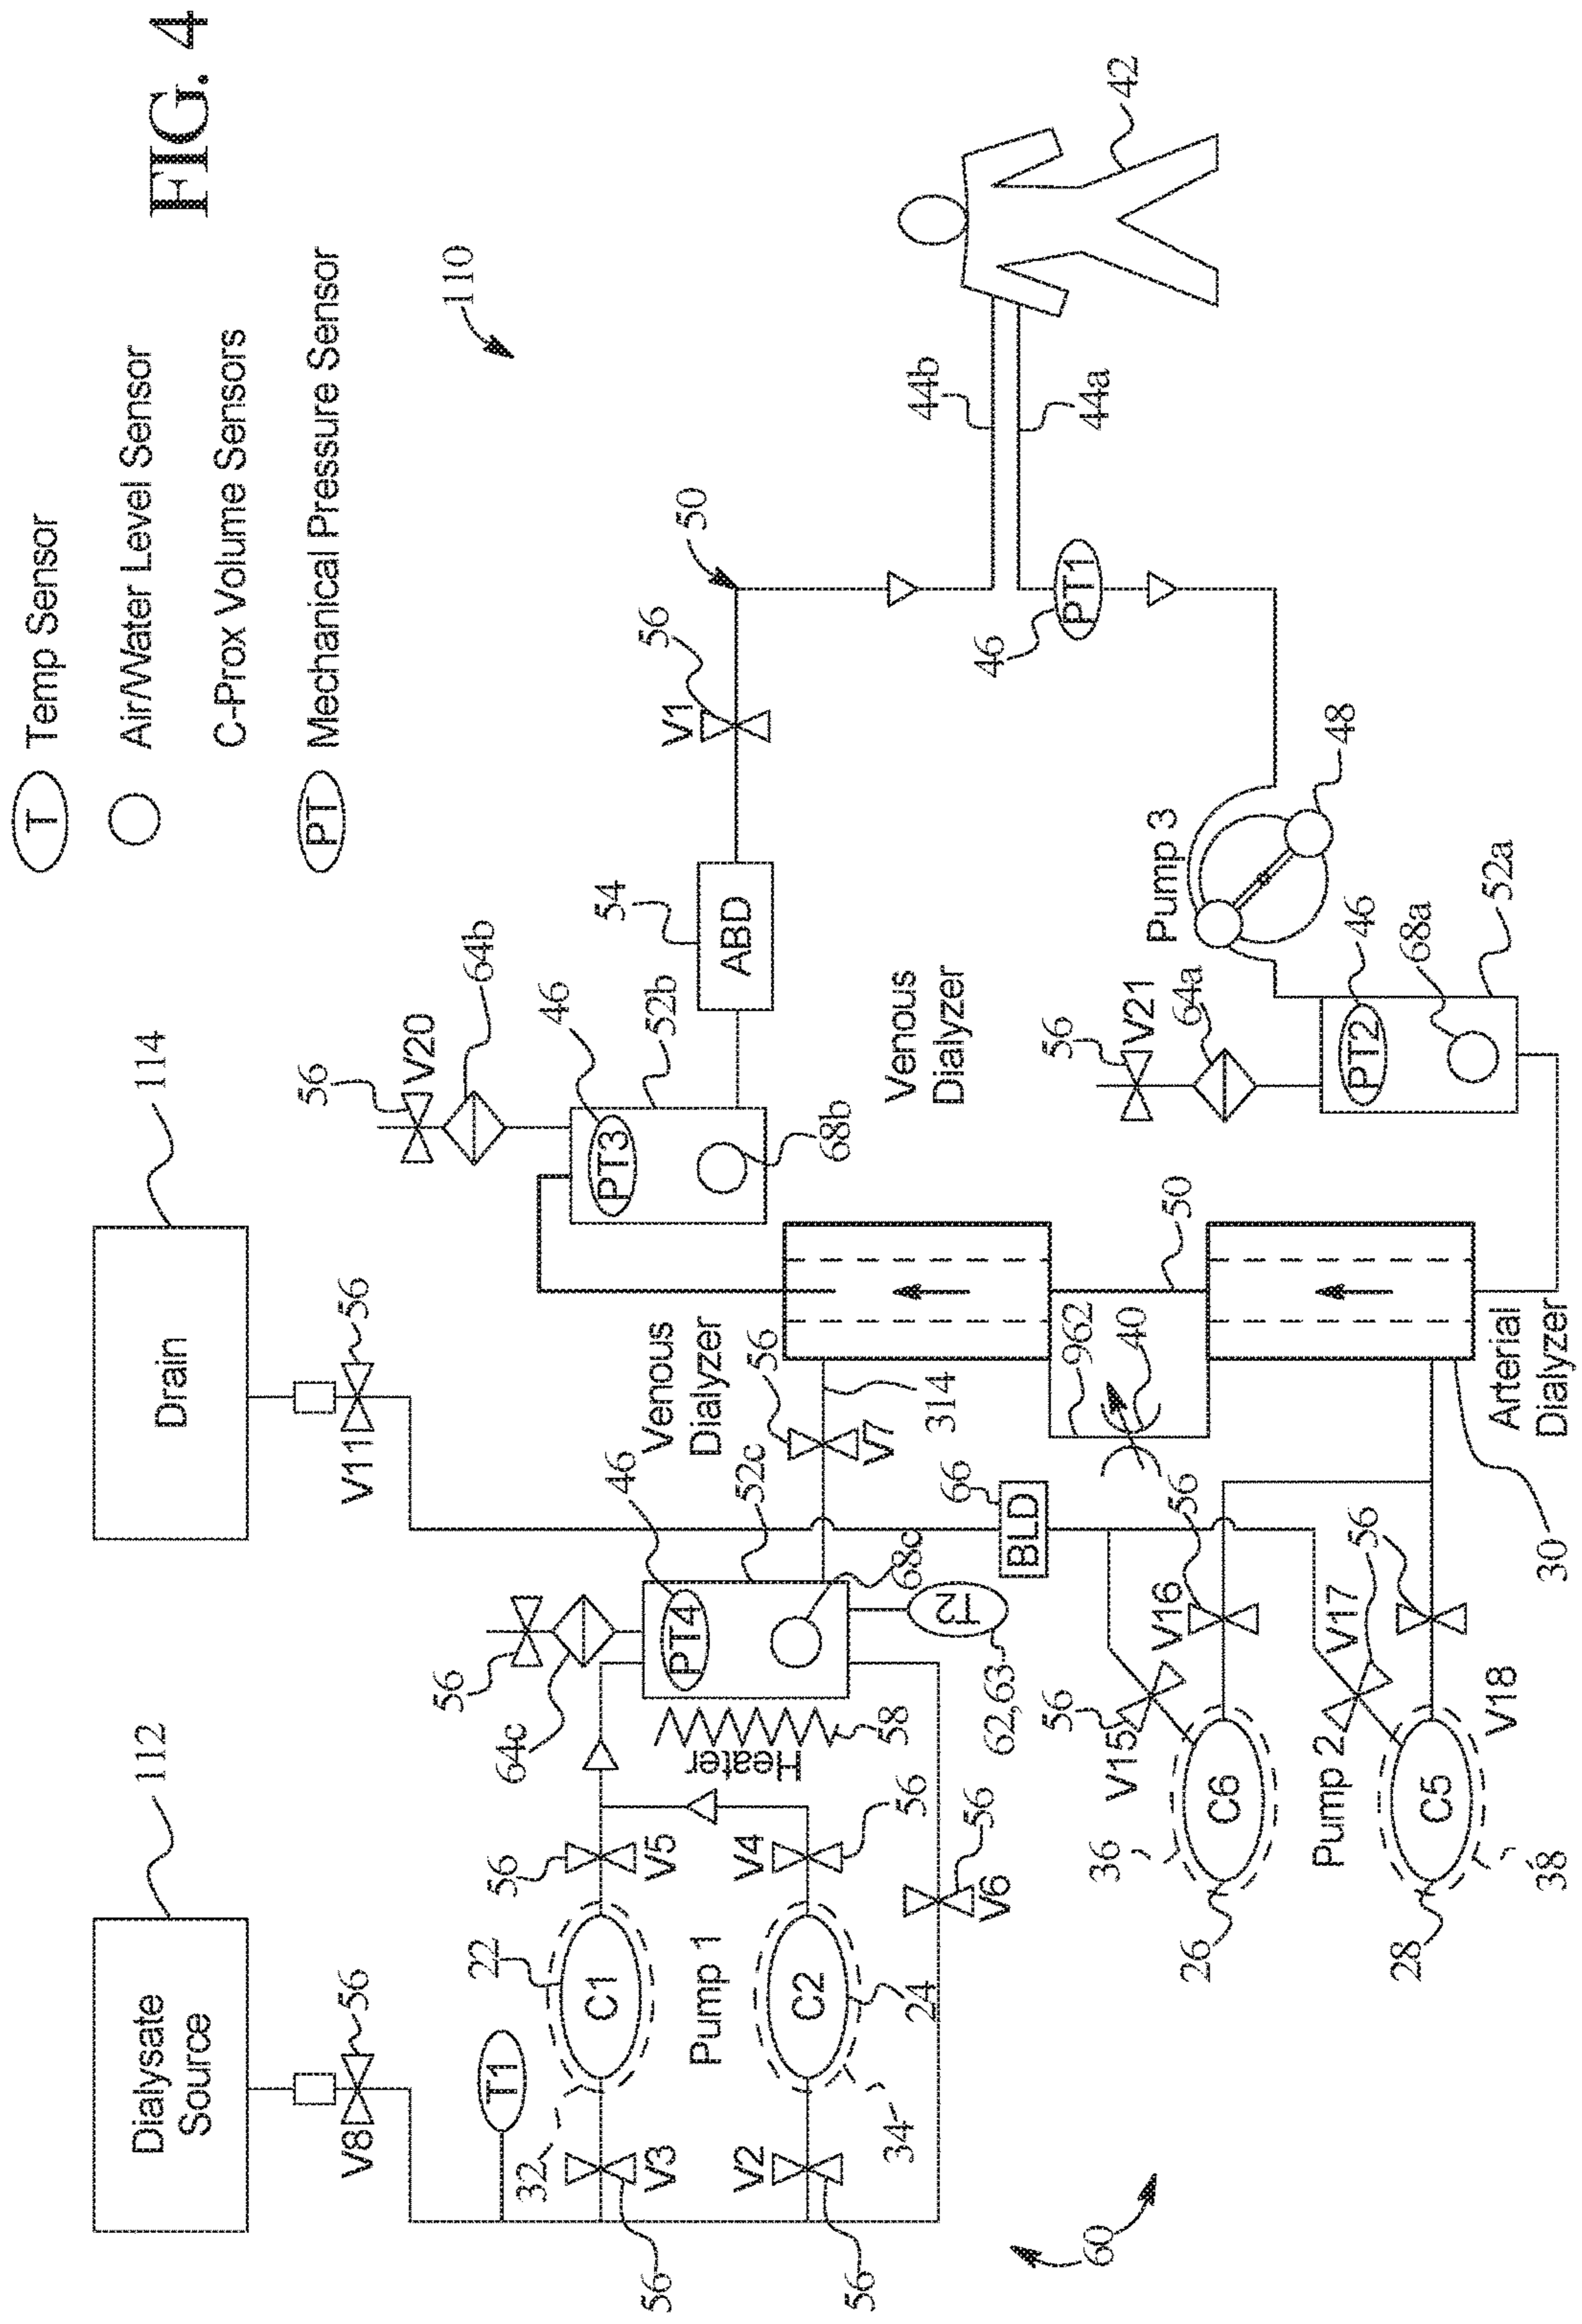 FIG. 4
T Temp Sensor
Air/Water Level Sensor
C-Prox Volume Sensors
PT Mechanical Pressure Sensor
110
Dialysate
Source
112
Drain
114
V8
56
V11
56
T1
32
22
C1
V3
56
V5
56
Pump 1
C2
24
34
V2
56
V4
56
V6
56
60
64c
56
46
PT4
52c
68c
Heater
58
T2
62,63
BLD
66
Venous
Dialyzer
56
V7
314
962
40
50
56
V20
64b
46
PT3
52b
68b
54
ABD
V1
56
50
44b
44a
42
46
PT1
Pump 3
48
Venous
Dialyzer
56
V21
64a
46
PT2
68a
52a
Arterial
Dialyzer
30
V15
56
V16
56
C6
36
26
Pump 2
V17
56
V18
C5
38
28